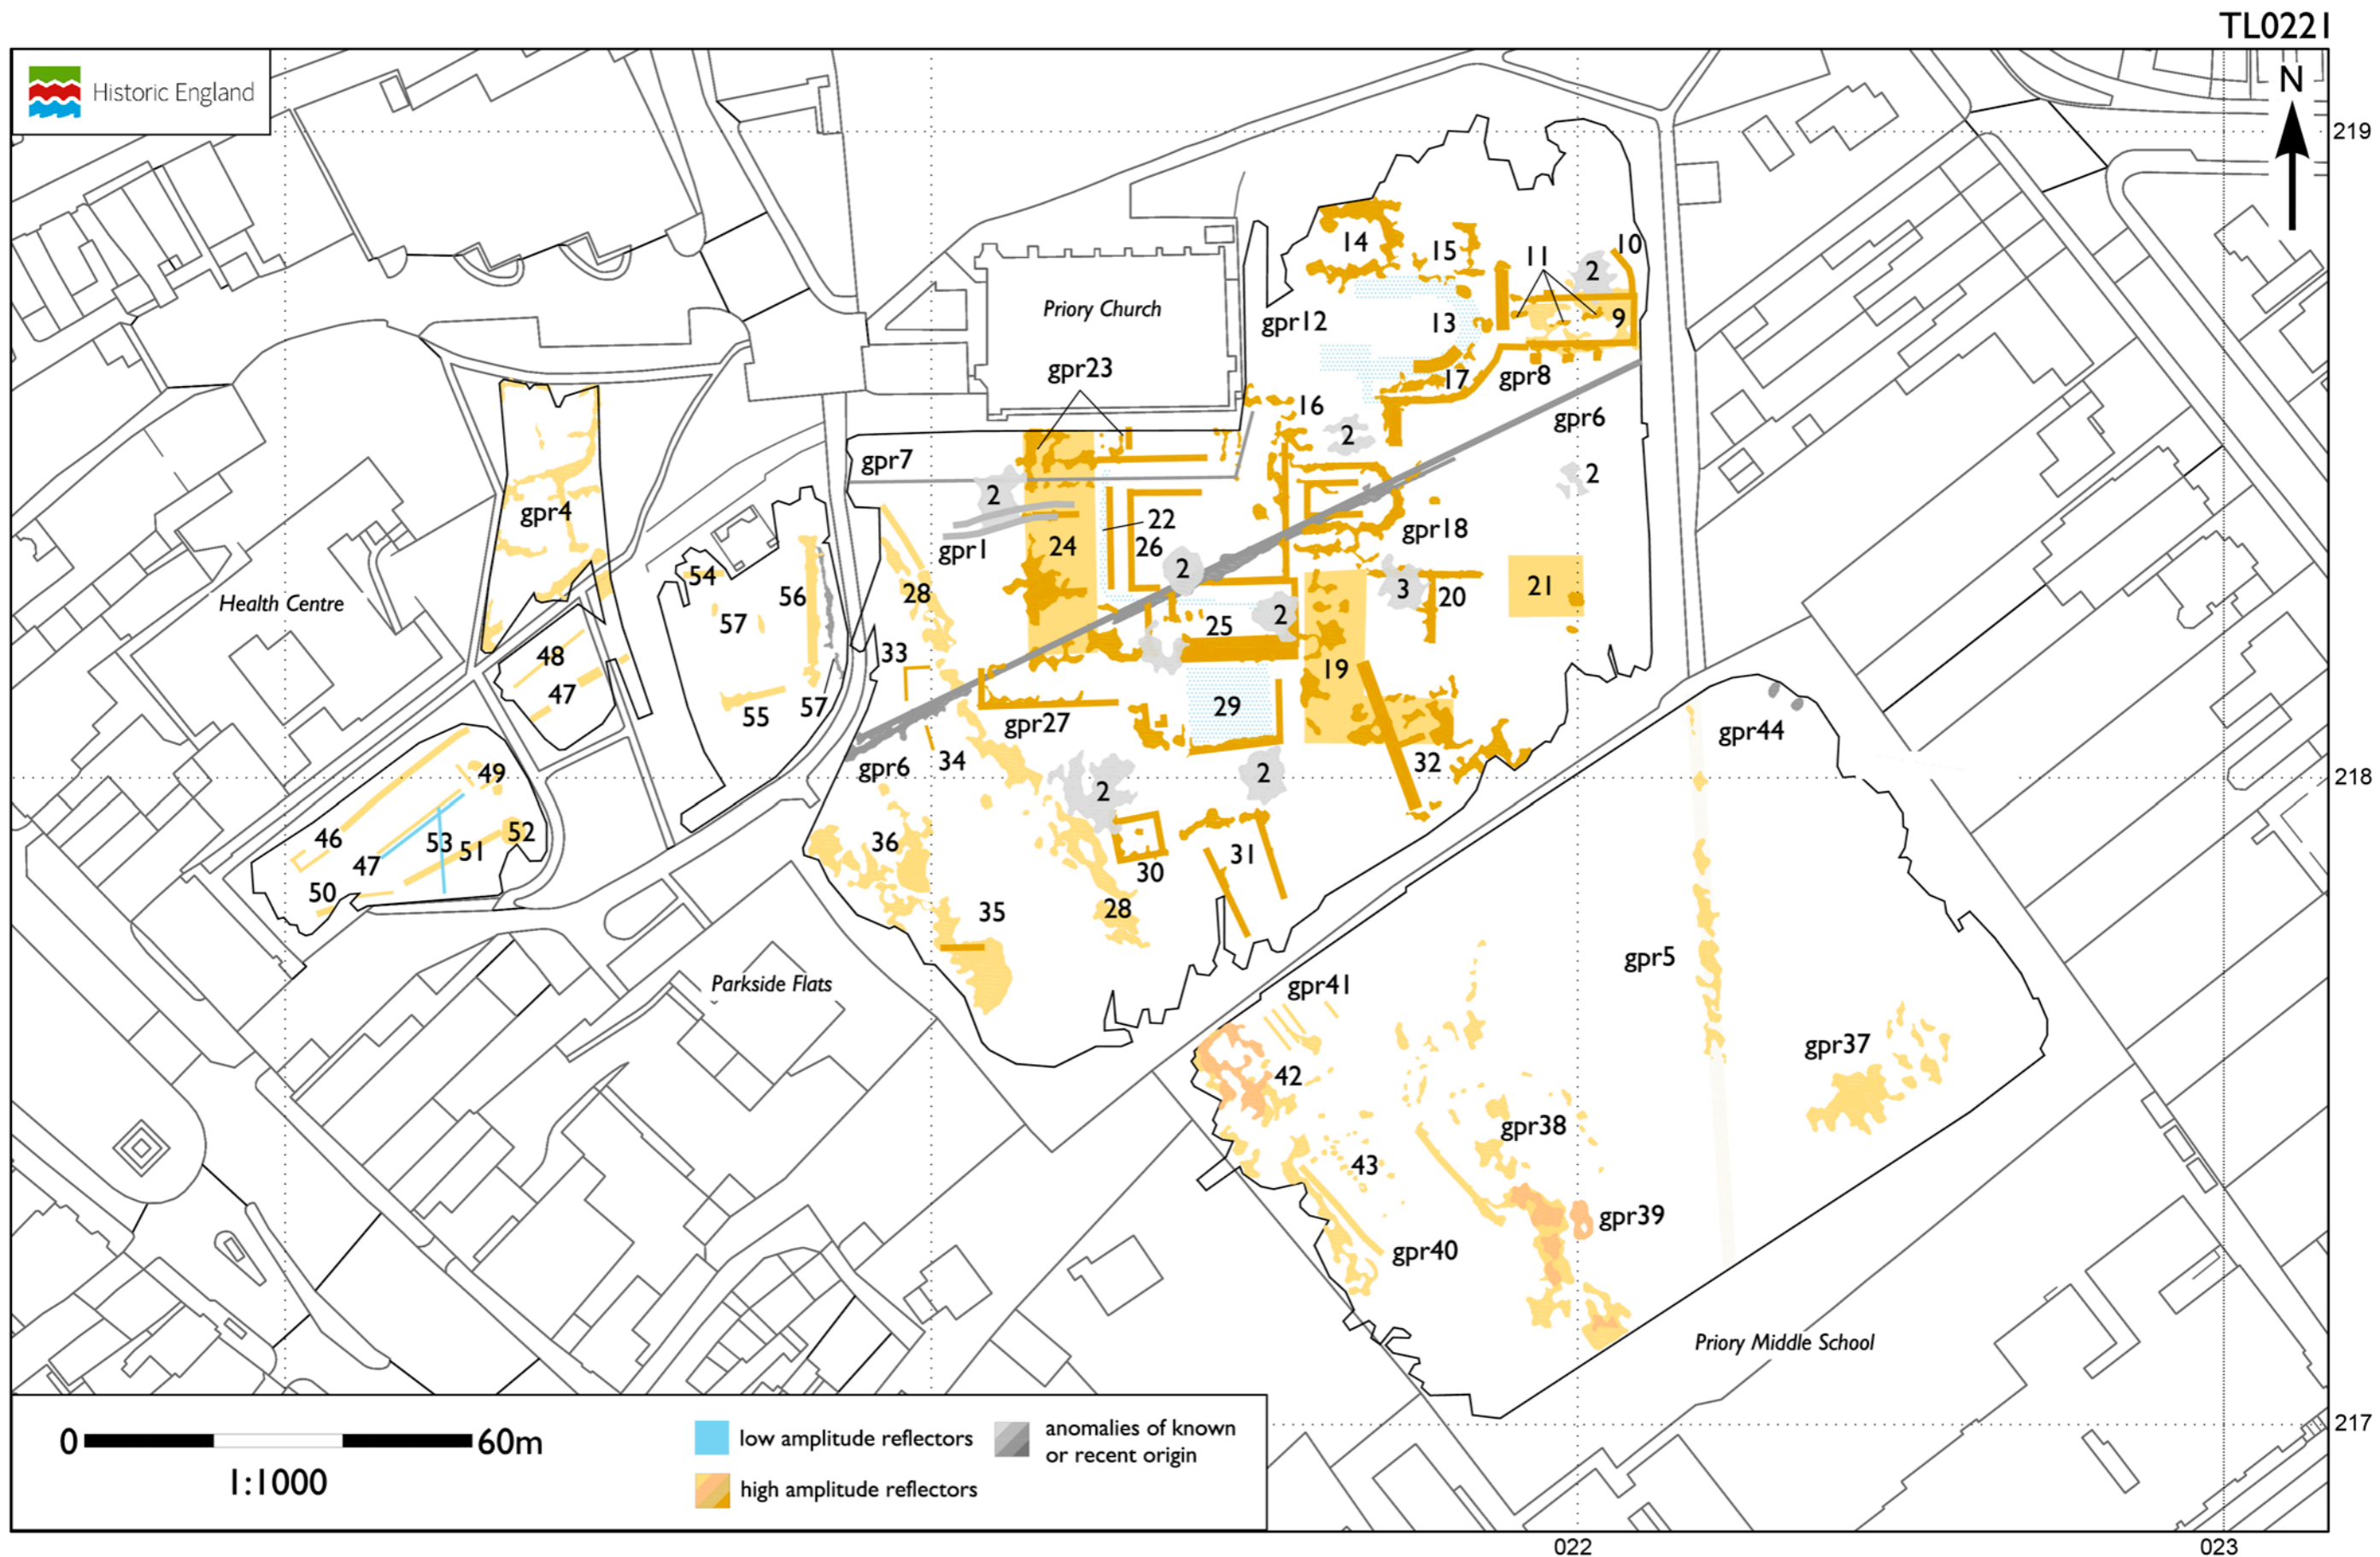 TL0221
Historic England
N
219
14
15
11
10
2
gpr12
13
9
Priory Church
gpr23
17
gpr8
16
2
gpr6
gpr7
2
2
gpr4
22
gpr18
gpr1
24
26
2
54
56
28
3
20
21
Health Centre
57
25
2
48
33
19
47
55
57
29
gpr27
gpr44
gpr6
34
32
49
2
2
218
46
53
51
52
36
47
31
50
30
35
28
gpr5
Parkside Flats
gpr41
gpr37
42
gpr38
43
gpr39
gpr40
Priory Middle School
0
60m
1:1000
low amplitude reflectors
high amplitude reflectors
anomalies of known
or recent origin
217
022
023